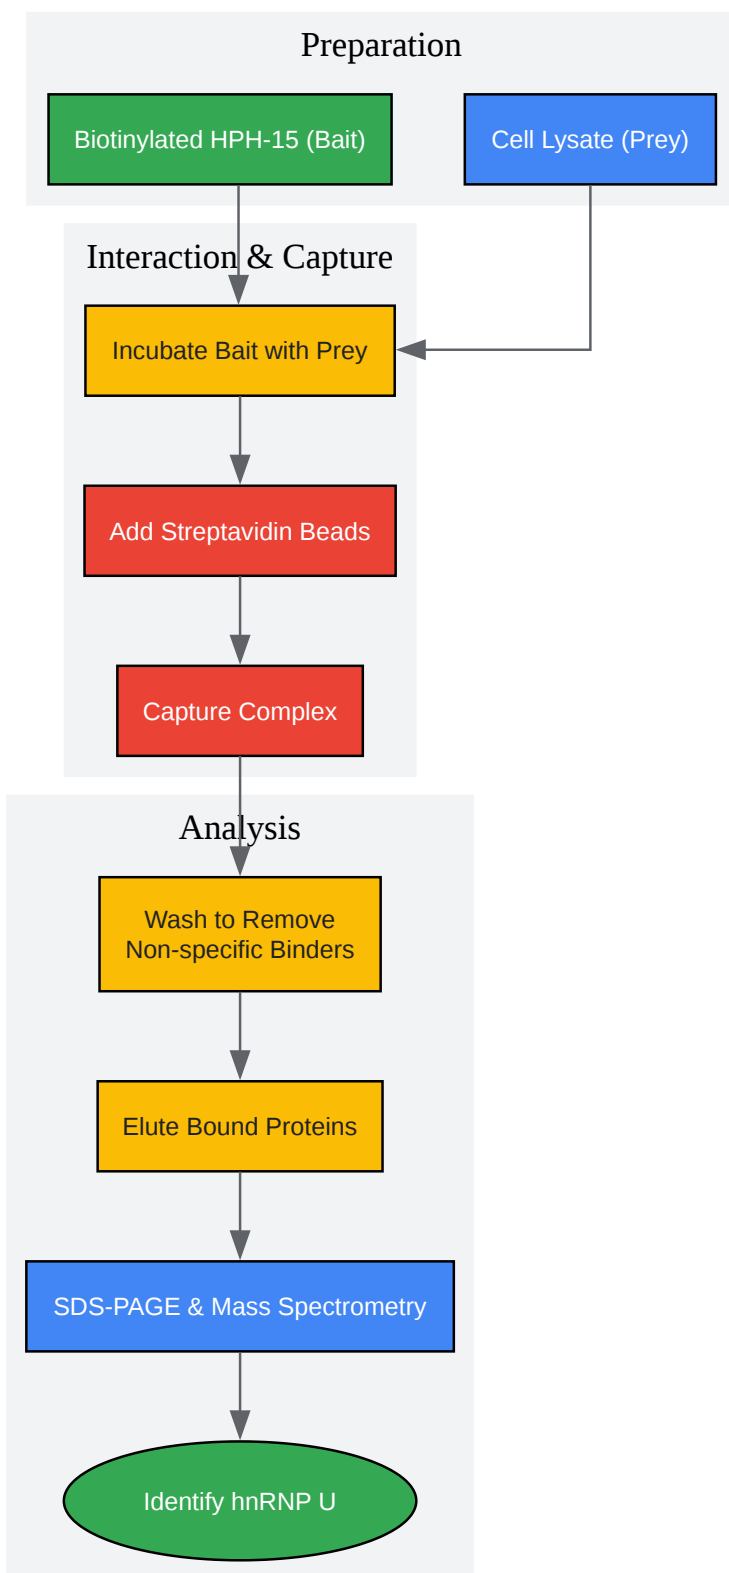 Preparation
Biotinylated HPH-15 (Bait)
Cell Lysate (Prey)
Interaction & Capture
Incubate Bait with Prey
Add Streptavidin Beads
Capture Complex
Analysis
Wash to Remove
Non-specific Binders
Elute Bound Proteins
SDS-PAGE & Mass Spectrometry
Identify hnRNP U